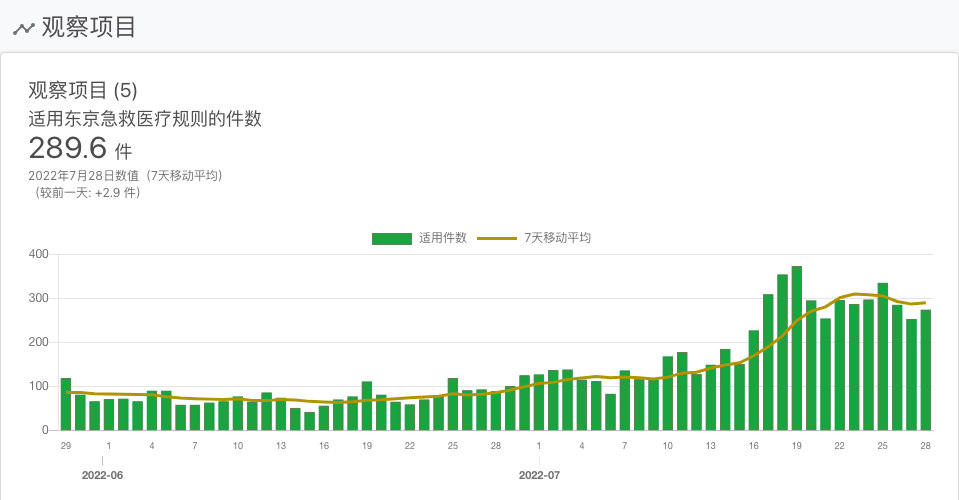 观察项目
观察项目 (5)
适用东京急救医疗规则的件数
289.6 件
2022年7月28日数值（7天移动平均）
（较前一天: +2.9 件）
适用件数 7天移动平均
400
300
200
100
0
29 1 4 7 10 13 16 19 22 25 28 1 4 7 10 13 16 19 22 25 28
2022-06 2022-07